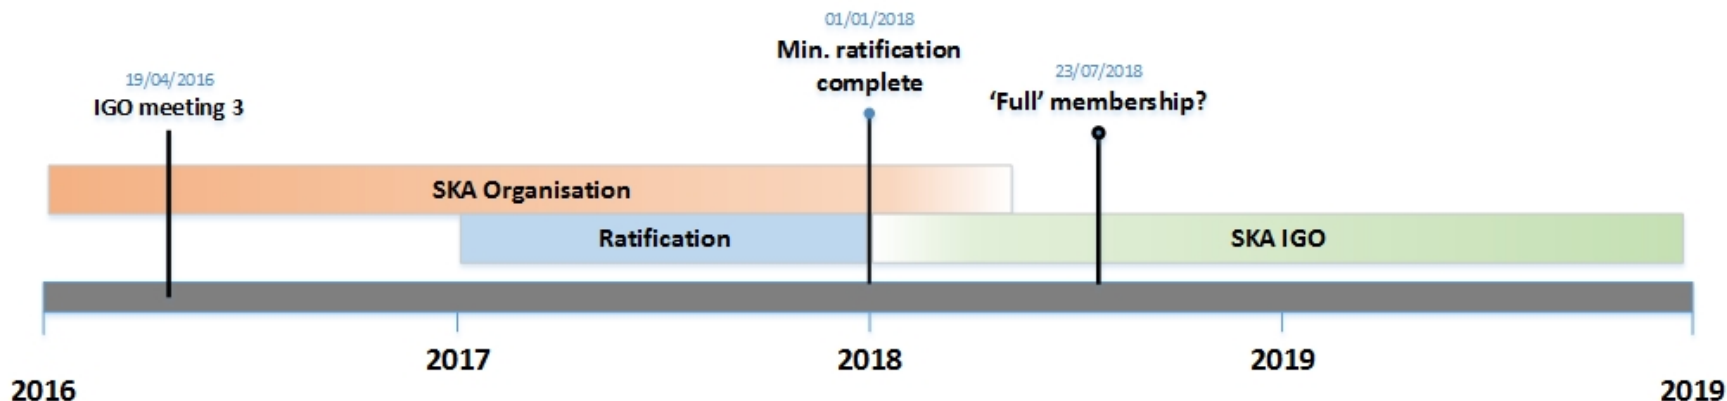 01/01/2018
Min. ratification
complete
19/04/2016
IGO meeting 3
23/07/2018
‘Full’ membership?
SKA Organisation
Ratification
SKA IGO
2017
2018
2019
2016
2019